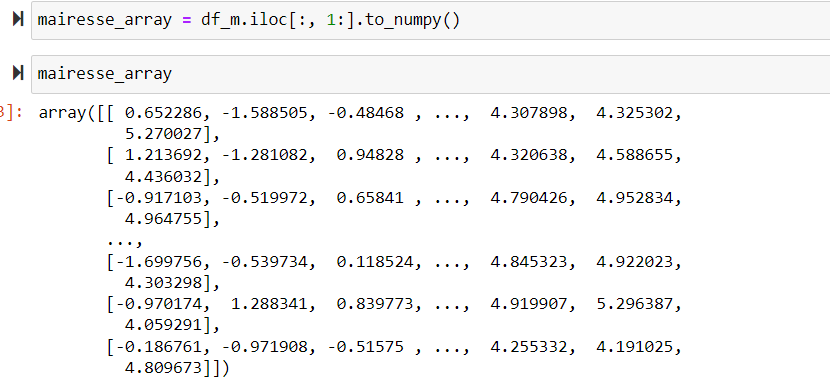 mairesse_array = df_m.iloc[:, 1:].to_numpy()
mairesse_array
]: array([[ 0.652286, -1.588505, -0.48468 , ...,  4.307898,  4.325302,
         5.270027],
       [ 1.213692, -1.281082,  0.94828 , ...,  4.320638,  4.588655,
         4.436032],
       [-0.917103, -0.519972,  0.65841 , ...,  4.790426,  4.952834,
         4.964755],
       ...,
       [-1.699756, -0.539734,  0.118524, ...,  4.845323,  4.922023,
         4.303298],
       [-0.970174,  1.288341,  0.839773, ...,  4.919907,  5.296387,
         4.059291],
       [-0.186761, -0.971908, -0.51575 , ...,  4.255332,  4.191025,
         4.809673]])